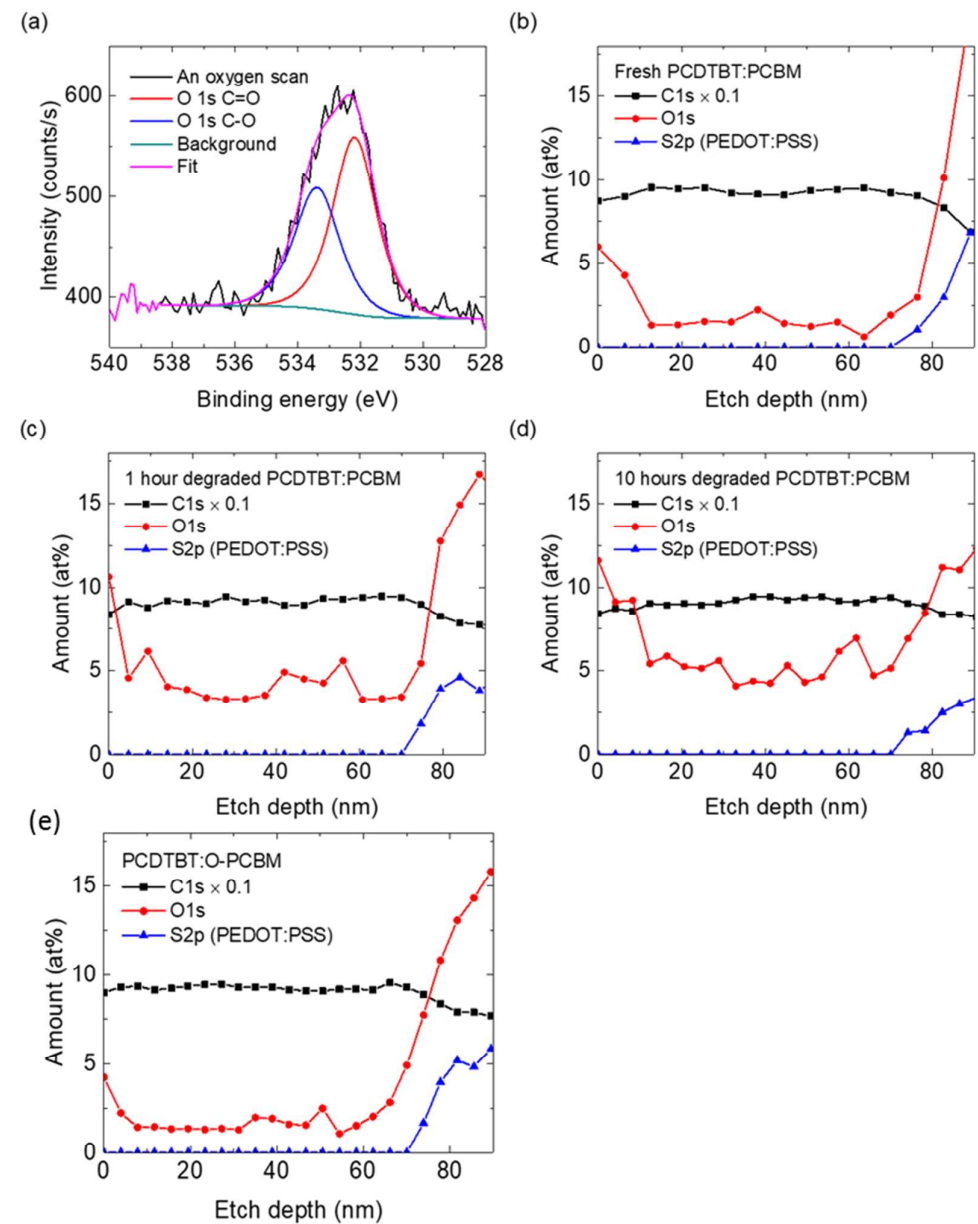 (a)
600
500
400
Intensity (counts/s)
An oxygen scan
O 1s C=O
O 1s C-O
Background
Fit
540 538 536 534 532 530 528
Binding energy (eV)
(b)
15
10
5
0
Amount (at%)
Fresh PCDTBT:PCBM
C1s × 0.1
O1s
S2p (PEDOT:PSS)
0 20 40 60 80
Etch depth (nm)
(c)
15
10
5
0
Amount (at%)
1 hour degraded PCDTBT:PCBM
C1s × 0.1
O1s
S2p (PEDOT:PSS)
0 20 40 60 80
Etch depth (nm)
(d)
15
10
5
0
Amount (at%)
10 hours degraded PCDTBT:PCBM
C1s × 0.1
O1s
S2p (PEDOT:PSS)
0 20 40 60 80
Etch depth (nm)
(e)
15
10
5
0
Amount (at%)
PCDTBT:O-PCBM
C1s × 0.1
O1s
S2p (PEDOT:PSS)
0 20 40 60 80
Etch depth (nm)